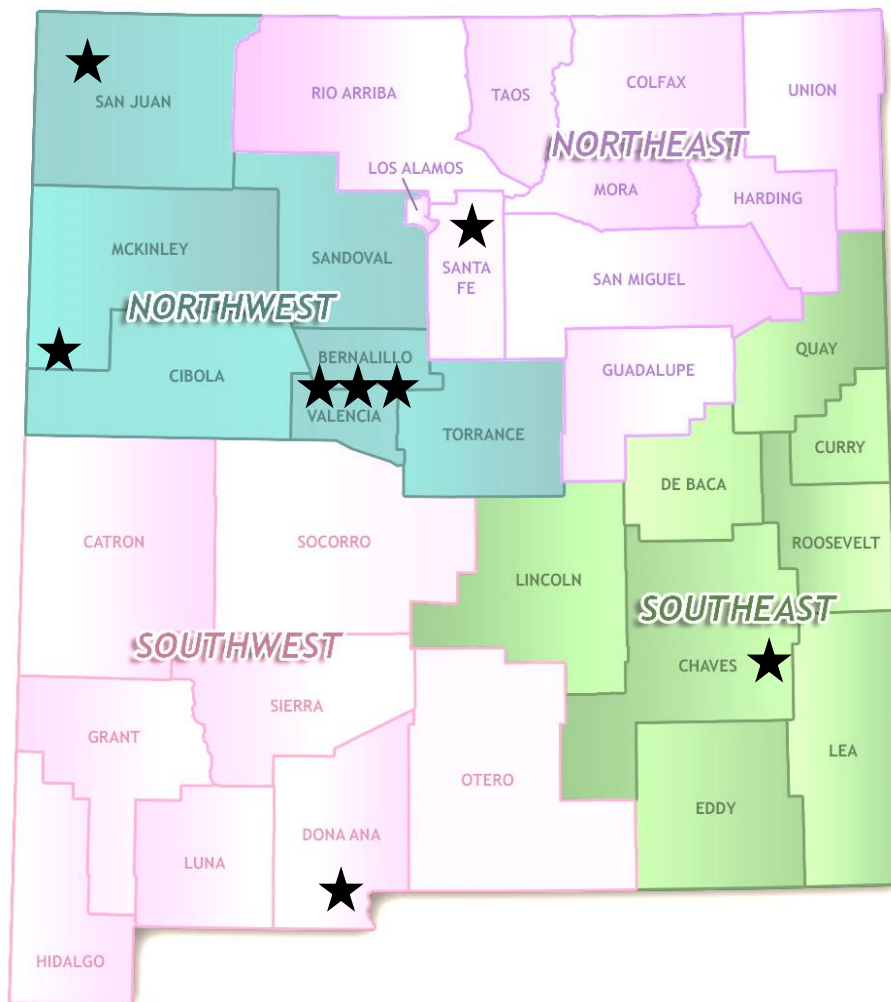 SAN JUAN
RIO ARRIBA
TAOS
COLFAX
UNION
NORTHEAST
LOS ALAMOS
MORA
HARDING
MCKINLEY
SANDOVAL
SANTA
FE
SAN MIGUEL
NORTHWEST
BERNALILLO
QUAY
CIBOLA
GUADALUPE
VALENCIA
TORRANCE
CURRY
DE BACA
CATRON
SOCORRO
ROOSEVELT
LINCOLN
SOUTHEAST
SOUTHWEST
CHAVES
SIERRA
GRANT
LEA
OTERO
EDDY
DONA ANA
LUNA
HIDALGO